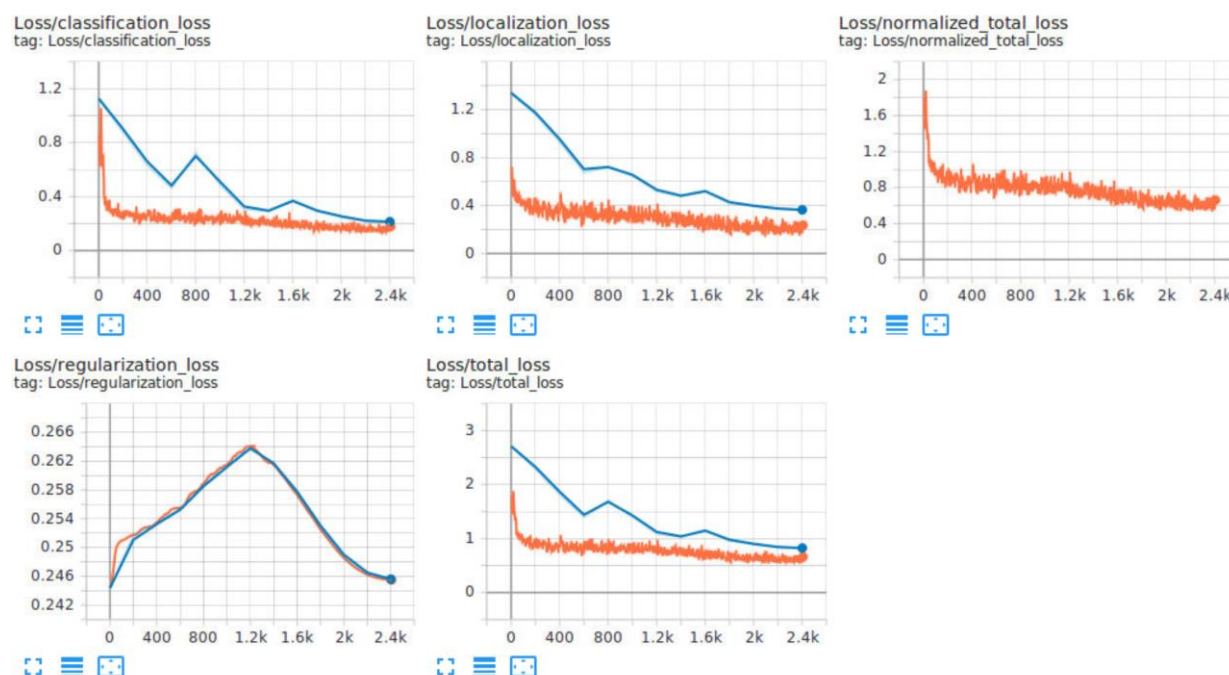 Loss/classification_loss
tag: Loss/classification_loss
1.2
0.8
0.4
0
0 400 800 1.2k 1.6k 2k 2.4k
Loss/localization_loss
tag: Loss/localization_loss
1.2
0.8
0.4
0
0 400 800 1.2k 1.6k 2k 2.4k
Loss/normalized_total_loss
tag: Loss/normalized_total_loss
2
1.6
1.2
0.8
0.4
0
0 400 800 1.2k 1.6k 2k 2.4k
Loss/regularization_loss
tag: Loss/regularization_loss
0.266
0.262
0.258
0.254
0.25
0.246
0.242
0 400 800 1.2k 1.6k 2k 2.4k
Loss/total_loss
tag: Loss/total_loss
3
2
1
0
0 400 800 1.2k 1.6k 2k 2.4k